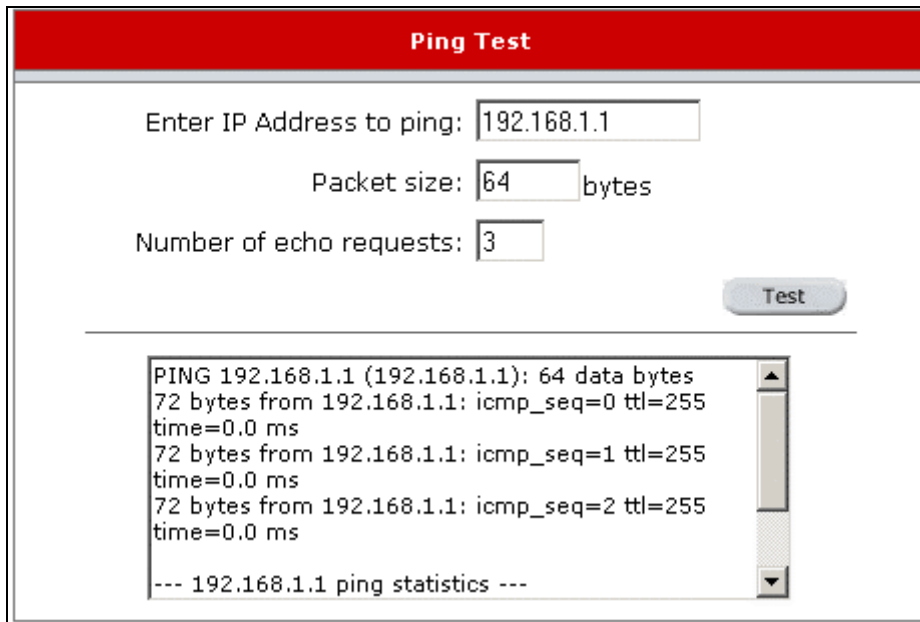 Ping Test
Enter IP Address to ping: 192.168.1.1
Packet size: 64 bytes
Number of echo requests: 3
Test
PING 192.168.1.1 (192.168.1.1): 64 data bytes
72 bytes from 192.168.1.1: icmp_seq=0 ttl=255
time=0.0 ms
72 bytes from 192.168.1.1: icmp_seq=1 ttl=255
time=0.0 ms
72 bytes from 192.168.1.1: icmp_seq=2 ttl=255
time=0.0 ms
--- 192.168.1.1 ping statistics ---